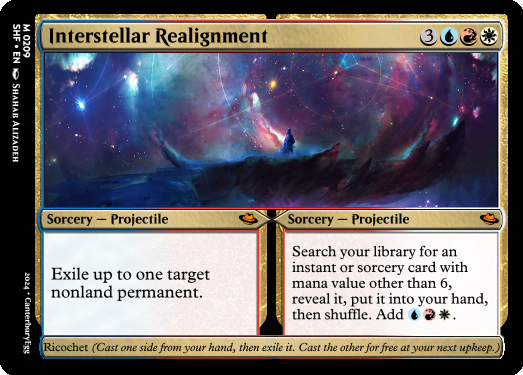 Interstellar Realignment
3
Sorcery — Projectile
Exile up to one target
nonland permanent.
Sorcery — Projectile
Search your library for an
instant or sorcery card with
mana value other than 6,
reveal it, put it into your hand,
then shuffle. Add .
Ricochet (Cast one side from your hand, then exile it. Cast the other for free at your next upkeep.)
M 0209
SHF • EN Shahab Alizadeh
2024 * CanterburyEgg